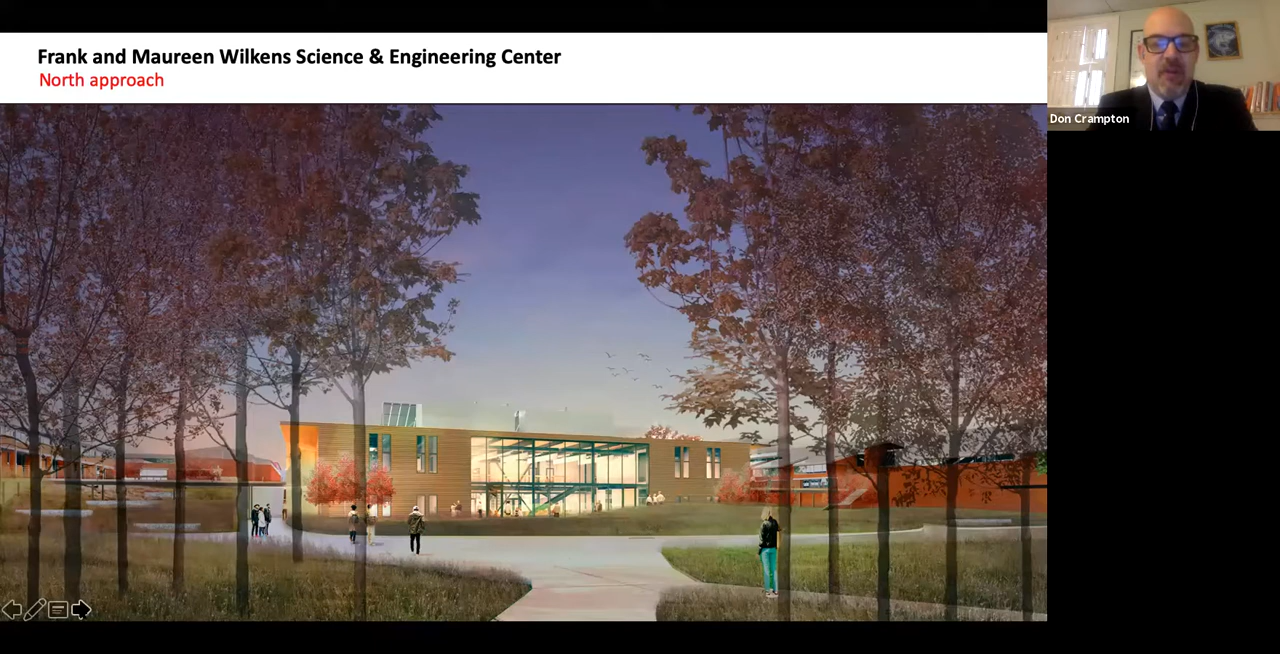 Frank and Maureen Wilkens Science & Engineering Center
North approach
Don Crampton